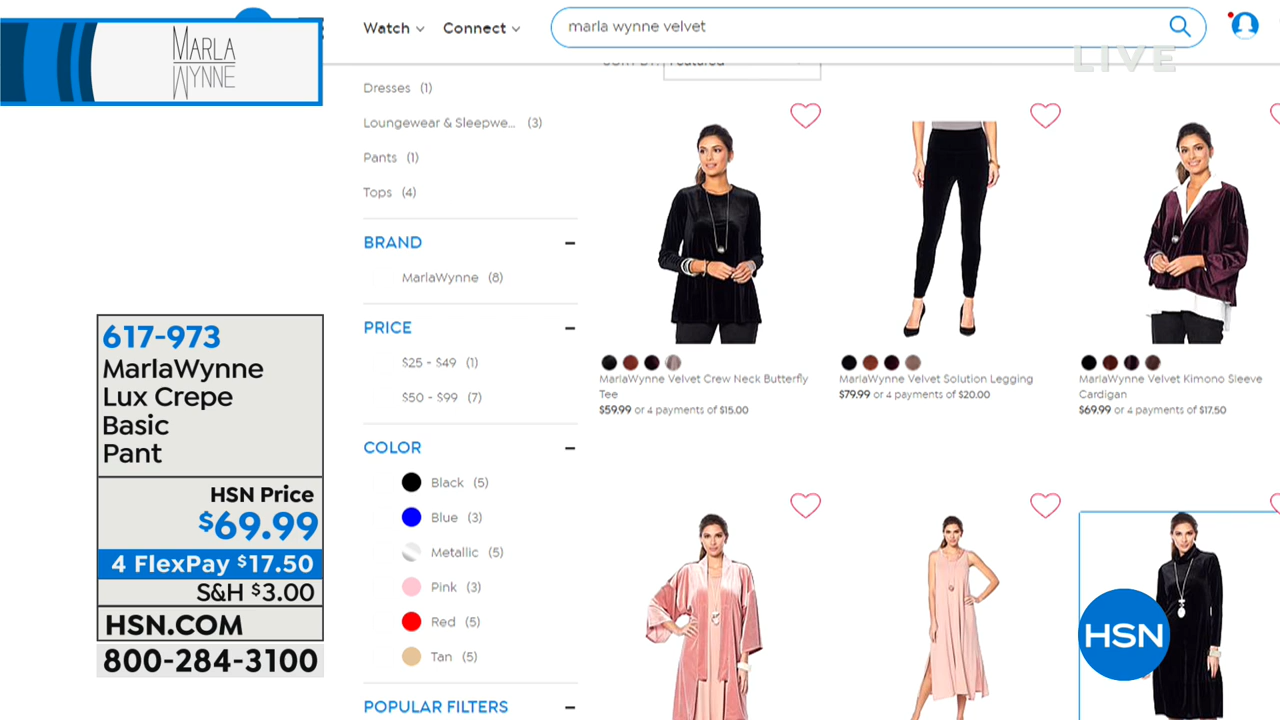 MARLA
WYNNE
Watch
Connect
marla wynne velvet
LIVE
SORT BY: Featured
Dresses (1)
Loungewear & Sleepwe... (3)
Pants (1)
Tops (4)
BRAND
MarlaWynne (8)
PRICE
$25 - $49 (1)
$50 - $99 (7)
COLOR
Black (5)
Blue (3)
Metallic (5)
Pink (3)
Red (5)
Tan (5)
POPULAR FILTERS
MarlaWynne Velvet Crew Neck Butterfly
Tee
$59.99 or 4 payments of $15.00
MarlaWynne Velvet Solution Legging
$79.99 or 4 payments of $20.00
MarlaWynne Velvet Kimono Sleeve
Cardigan
$69.99 or 4 payments of $17.50
617-973
MarlaWynne
Lux Crepe
Basic
Pant
HSN Price
$69.99
4 FlexPay $17.50
S&H $3.00
HSN.COM
800-284-3100
HSN